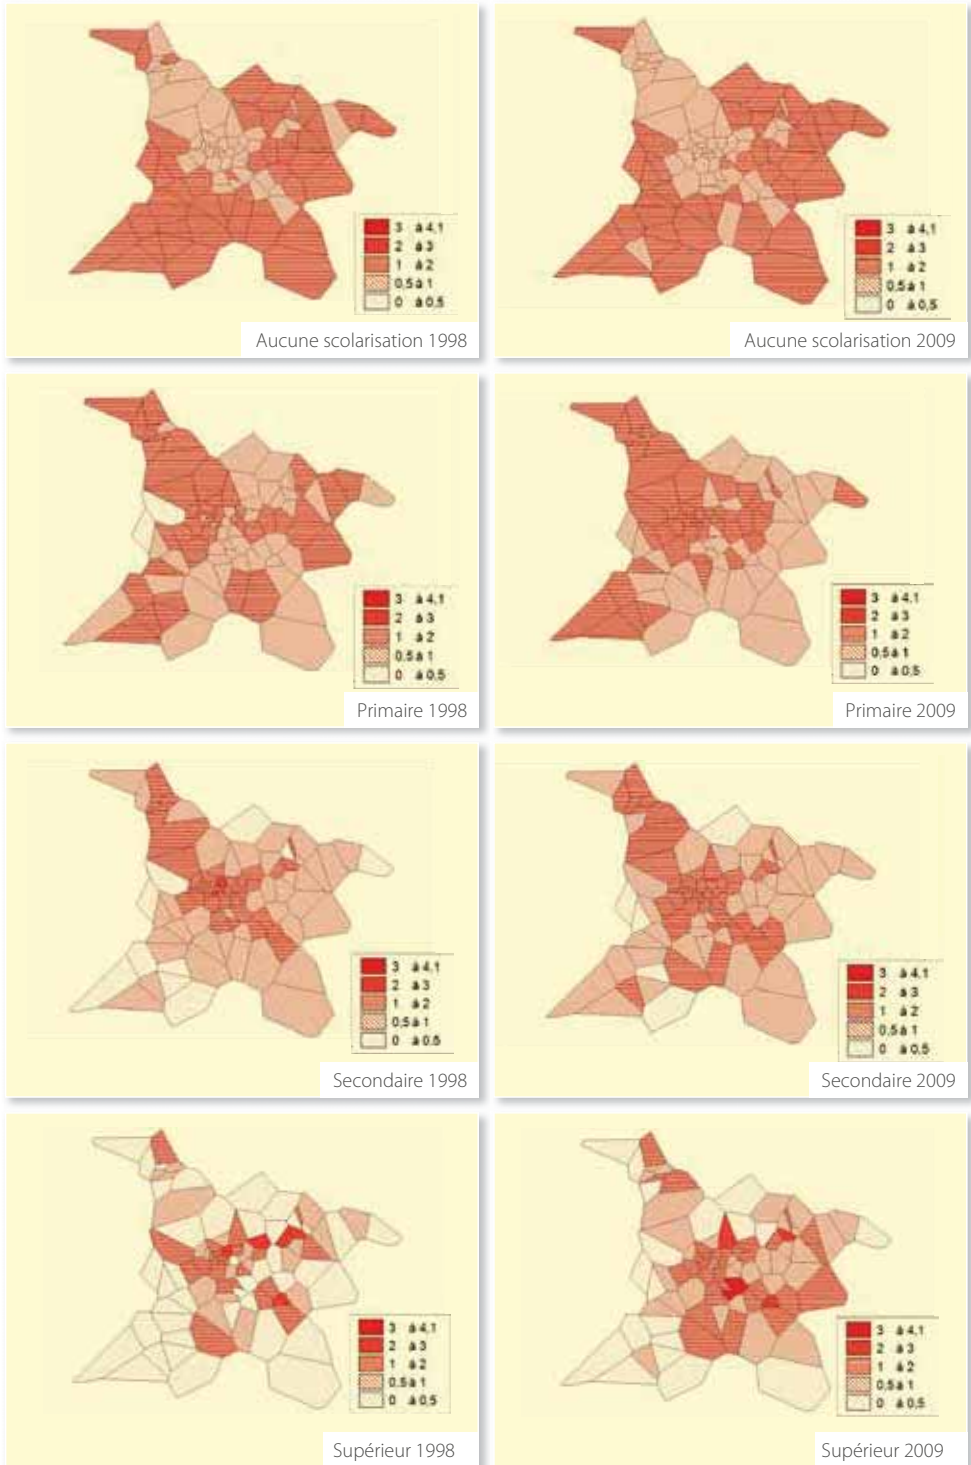 3 à 4,1
2 à 3
1 à 2
0,5 à 1
0 à 0,5
Aucune scolarisation 1998
3 à 4,1
2 à 3
1 à 2
0,5 à 1
0 à 0,5
Aucune scolarisation 2009
3 à 4,1
2 à 3
1 à 2
0,5 à 1
0 à 0,5
Primaire 1998
3 à 4,1
2 à 3
1 à 2
0,5 à 1
0 à 0,5
Primaire 2009
3 à 4,1
2 à 3
1 à 2
0,5 à 1
0 à 0,5
Secondaire 1998
3 à 4,1
2 à 3
1 à 2
0,5 à 1
0 à 0,5
Secondaire 2009
3 à 4,1
2 à 3
1 à 2
0,5 à 1
0 à 0,5
Supérieur 1998
3 à 4,1
2 à 3
1 à 2
0,5 à 1
0 à 0,5
Supérieur 2009